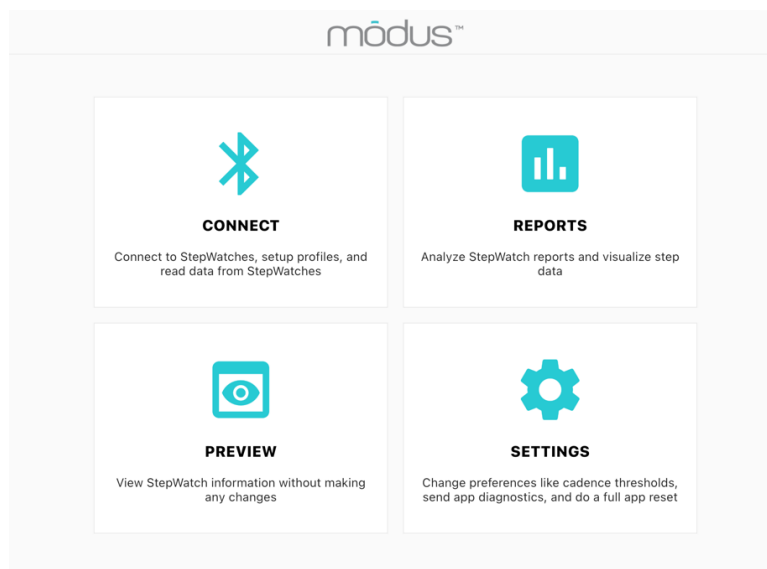 mōdus™
CONNECT
Connect to StepWatches, setup profiles, and
read data from StepWatches
REPORTS
Analyze StepWatch reports and visualize step
data
PREVIEW
View StepWatch information without making
any changes
SETTINGS
Change preferences like cadence thresholds,
send app diagnostics, and do a full app reset